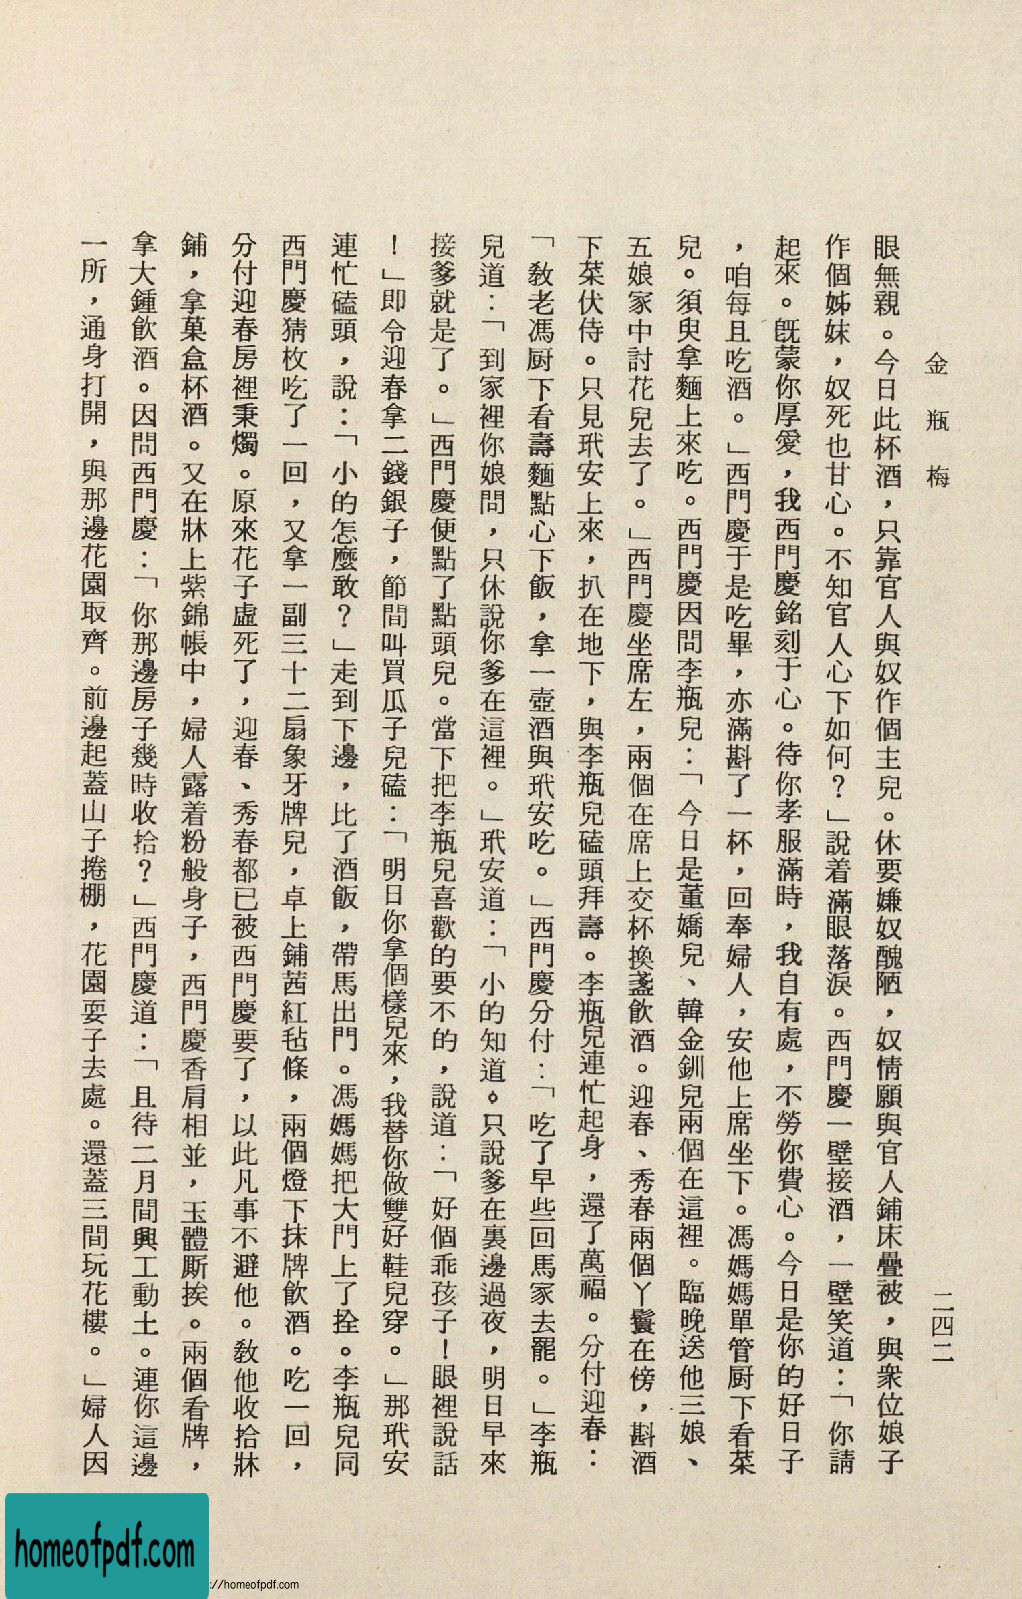 金瓶梅
二四二
眼無親。今日此杯酒，只靠官人與奴作個主兒。休要嫌奴醜陋，奴情願與官人鋪床疊被，與衆位娘子
作個姊妹，奴死也甘心。不知官人心下如何？」說着滿眼落淚。西門慶一壁接酒，一壁笑道：「你請
起來。旣蒙你厚愛，我西門慶銘刻于心。待你孝服滿時，我自有處，不勞你費心。今日是你的好日子
，咱每且吃酒。」西門慶于是吃畢，亦滿斟了一杯，回奉婦人，安他上席坐下。馮媽媽單管厨下看菜
兒。須臾拿麵上來吃。西門慶因問李瓶兒：「今日是董嬌兒、韓金釧兒兩個在這裡。臨晚送他三娘、
五娘家中討花兒去了。」西門慶坐席左，兩個在席上交杯換盞飲酒。迎春、秀春兩個丫鬟在傍，斟酒
下菜伏侍。只見玳安上來，扒在地下，與李瓶兒磕頭拜壽。李瓶兒連忙起身，還了萬福。分付迎春：
「敎老馮厨下看壽麵點心下飯，拿一壺酒與玳安吃。」西門慶分付：「吃了早些回馬家去罷。」李瓶
兒道：「到家裡你娘問，只休說你爹在這裡。」玳安道：「小的知道。只說爹在裏邊過夜，明日早來
接爹就是了。」西門慶便點了點頭兒。當下把李瓶兒喜歡的要不的，說道：「好個乖孩子！眼裡說話
！」即令迎春拿二錢銀子，節間叫買瓜子兒磕：「明日你拿個樣兒來，我替你做雙好鞋兒穿。」那玳安
連忙磕頭，說：「小的怎麼敢？」走到下邊，比了酒飯，帶馬出門。馮媽媽把大門上了拴。李瓶兒同
西門慶猜枚吃了一回，又拿一副三十二扇象牙牌兒，卓上鋪茜紅毡條，兩個燈下抹牌飲酒。吃一回，
分付迎春房裡秉燭。原來花子虛死了，迎春、秀春都已被西門慶耍了，以此凡事不避他。敎他收拾牀
鋪，拿菓盒杯酒。又在牀上紫錦帳中，婦人露着粉般身子，西門慶香肩相並，玉體厮挨。兩個看牌，
拿大鍾飲酒。因問西門慶：「你那邊房子幾時收拾？」西門慶道：「且待二月間興工動土。連你這邊
一所，通身打開，與那邊花園取齊。前邊起蓋山子捲棚，花園耍子去處。還蓋三間玩花樓。」婦人因
homeofpdf.com
://homeofpdf.com